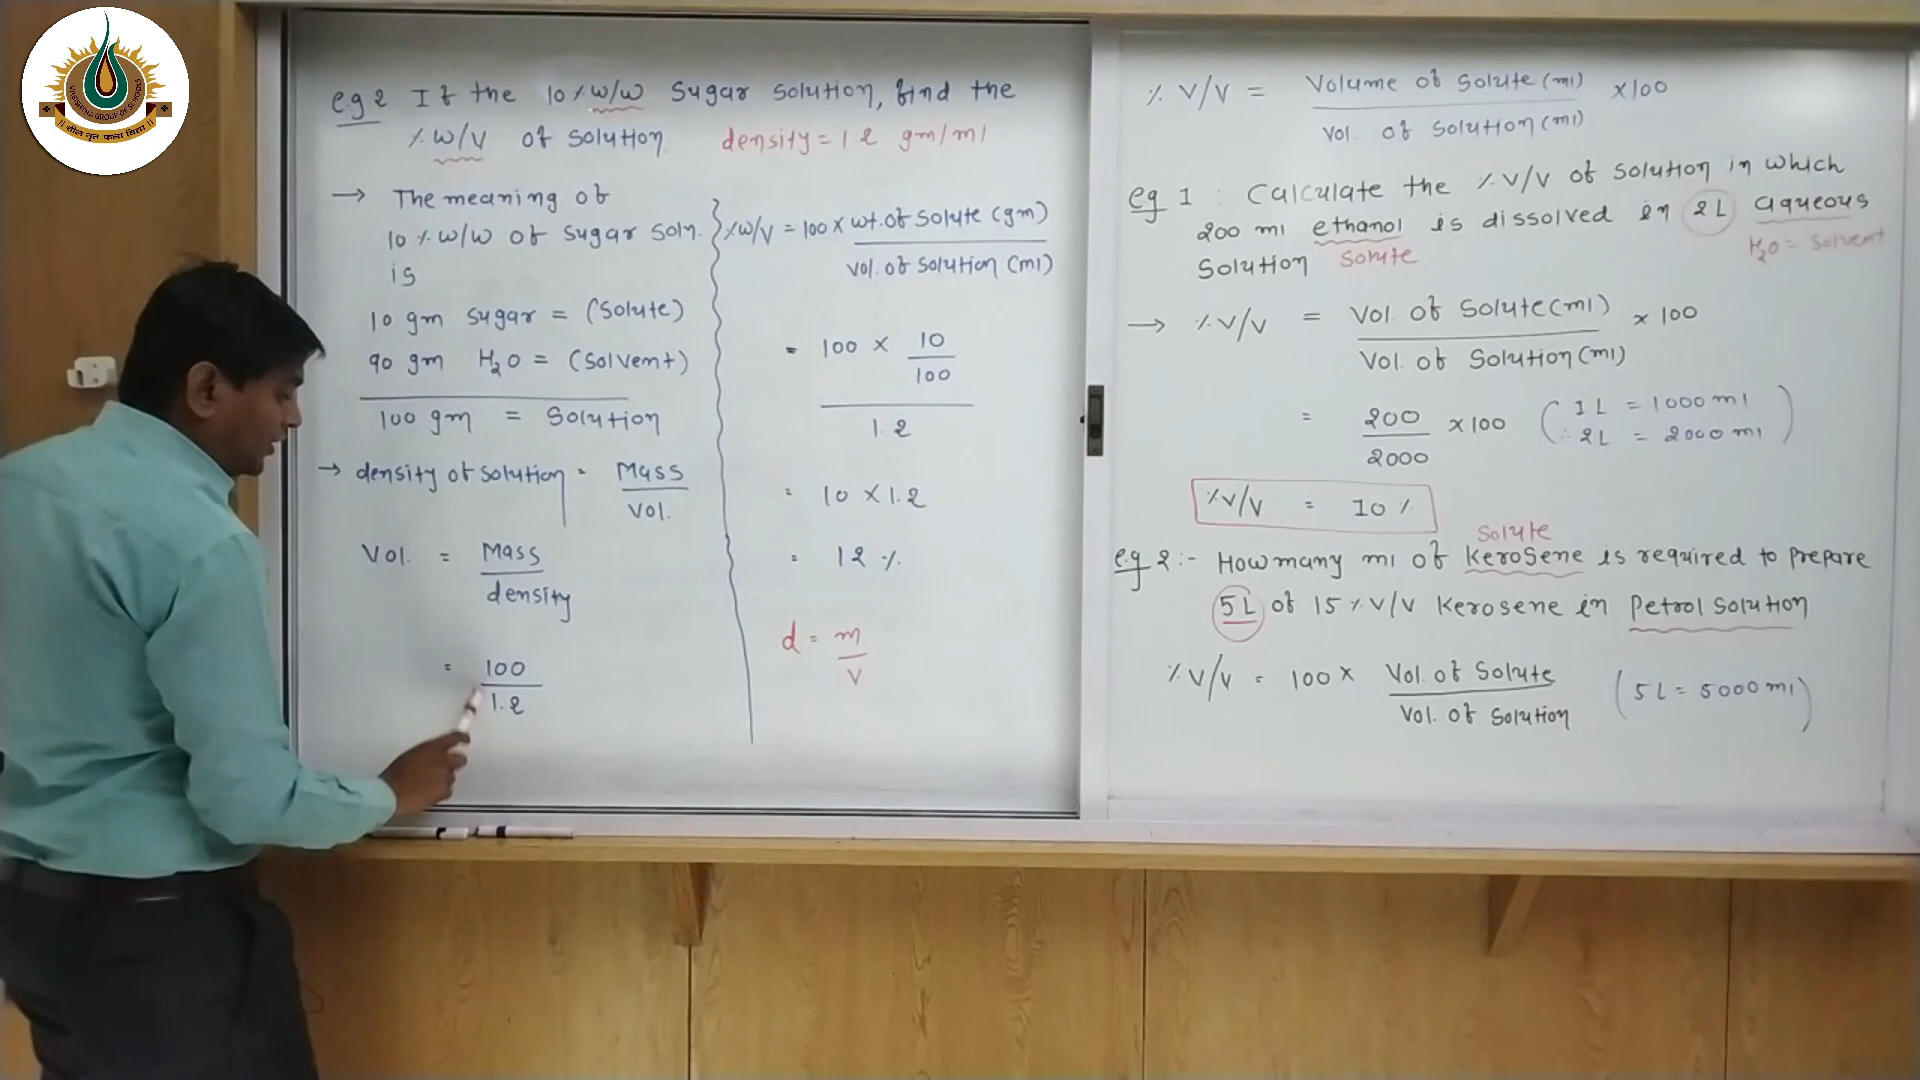 VASISHTHA GROUP OF SCHOOLS
|| शील वृत्त फला विद्या ||
e.g 2 If the 10 % w/w Sugar Solution, find the
% w/v of Solution density = 1.2 gm/ml
→ The meaning of
10 % w/w of Sugar Soln.
is
10 gm Sugar = (Solute)
90 gm H₂O = (Solvent)
100 gm = Solution
→ density of Solution = Mass
Vol.
Vol. = Mass
density
= 100
1.2
% w/v = 100 × wt. of Solute (gm)
Vol. of Solution (ml)
= 100 × 10
100
1.2
= 10 × 1.2
= 12 %
d = m
v
% V/V = Volume of Solute (ml) × 100
Vol. of Solution (ml)
eg 1 : Calculate the % V/V of Solution in which
200 ml ethanol is dissolved in 2L aqueous
Solution Solute H₂O = Solvent
→ % V/V = Vol. of Solute (ml) × 100
Vol. of Solution (ml)
= 200 × 100 ( 1 L = 1000 ml
2000 ∴ 2L = 2000 ml )
% V/V = 10 %
Solute
e.g 2 :- How many ml of Kerosene is required to prepare
5L of 15 % V/V Kerosene in Petrol Solution
% V/V = 100 × Vol. of Solute ( 5 L = 5000 ml )
Vol. of Solution